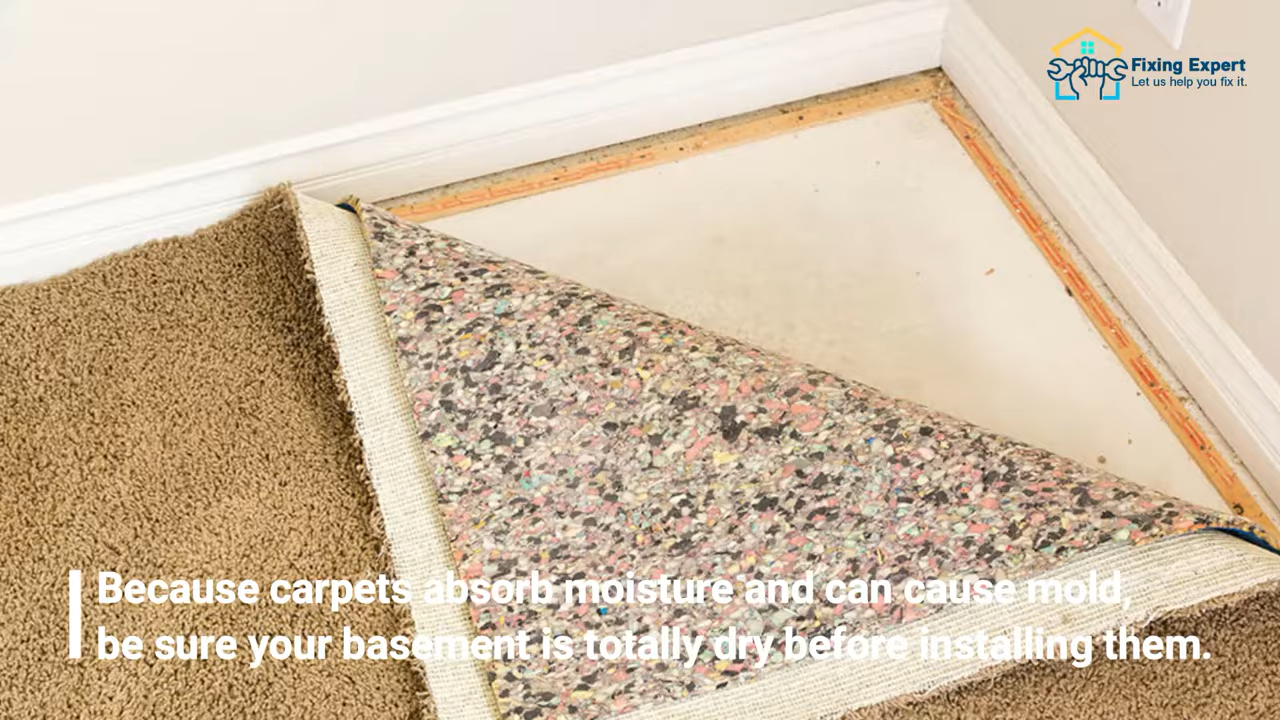 Fixing Expert
Let us help you fix it.
Because carpets absorb moisture and can cause mold,
be sure your basement is totally dry before installing them.